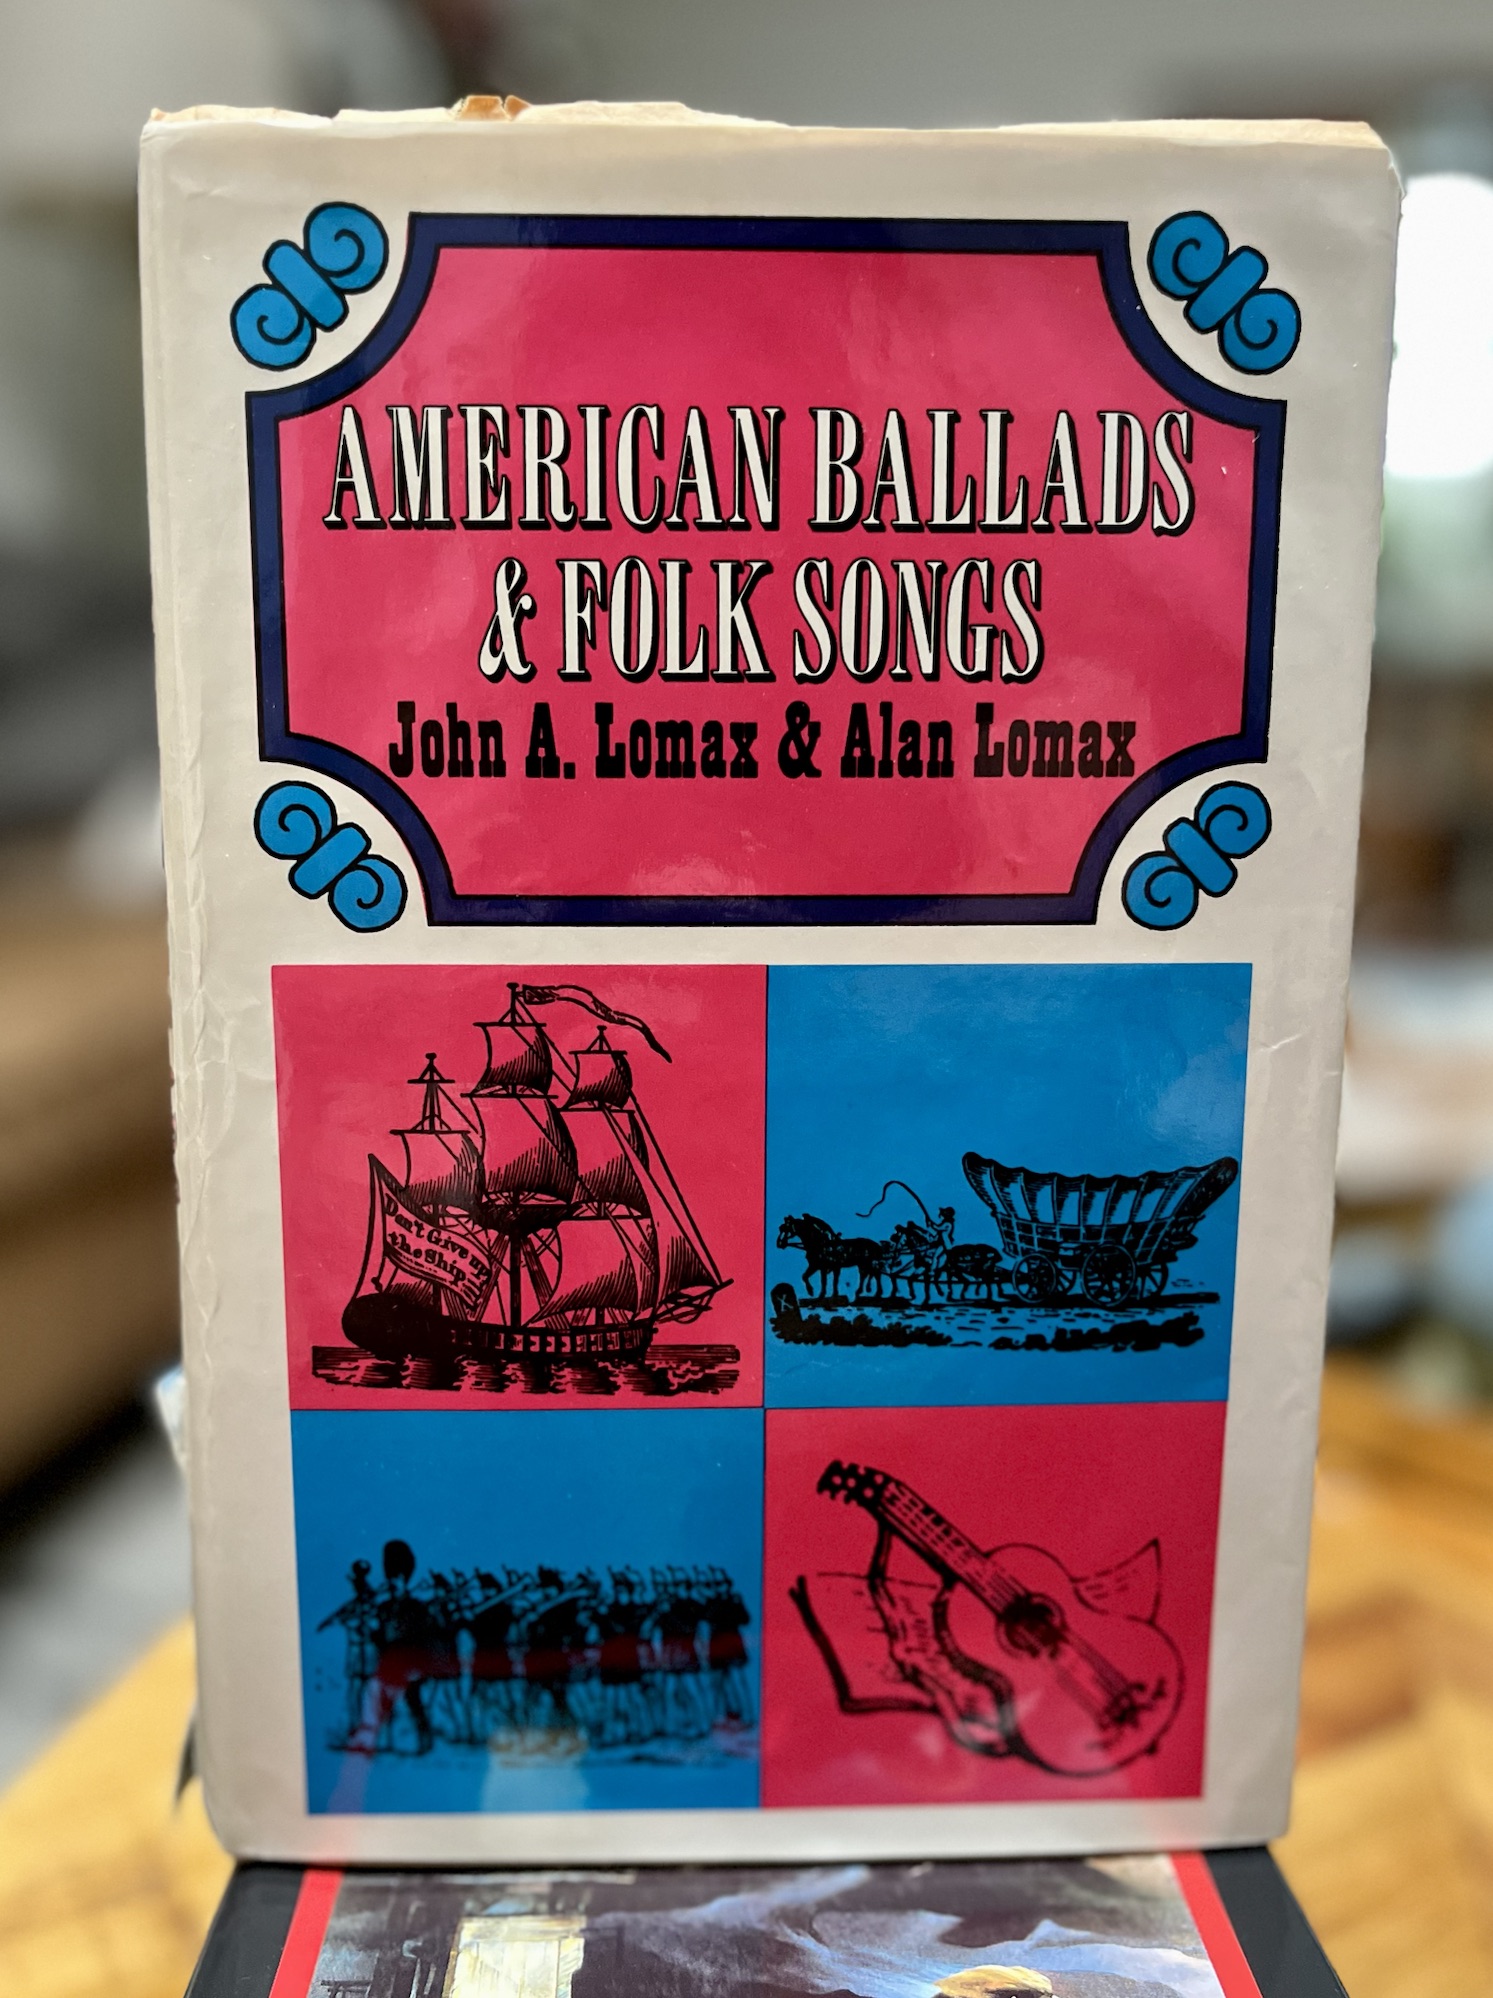 AMERICAN BALLADS
& FOLK SONGS
John A. Lomax & Alan Lomax
Don't Give up
the Ship